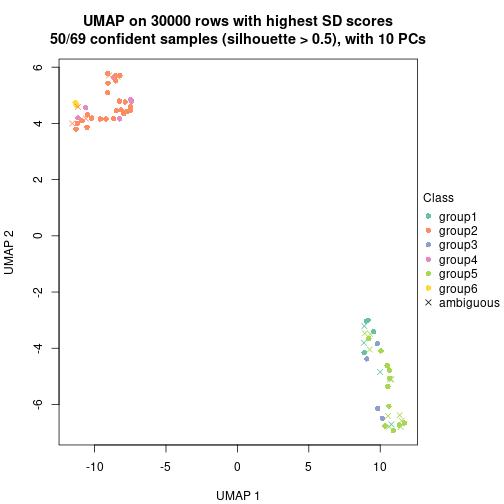 UMAP on 30000 rows with highest SD scores
50/69 confident samples (silhouette > 0.5), with 10 PCs
6
4
2
0
-2
-4
-6
UMAP 2
-10
-5
0
5
10
UMAP 1
Class
group1
group2
group3
group4
group5
group6
ambiguous